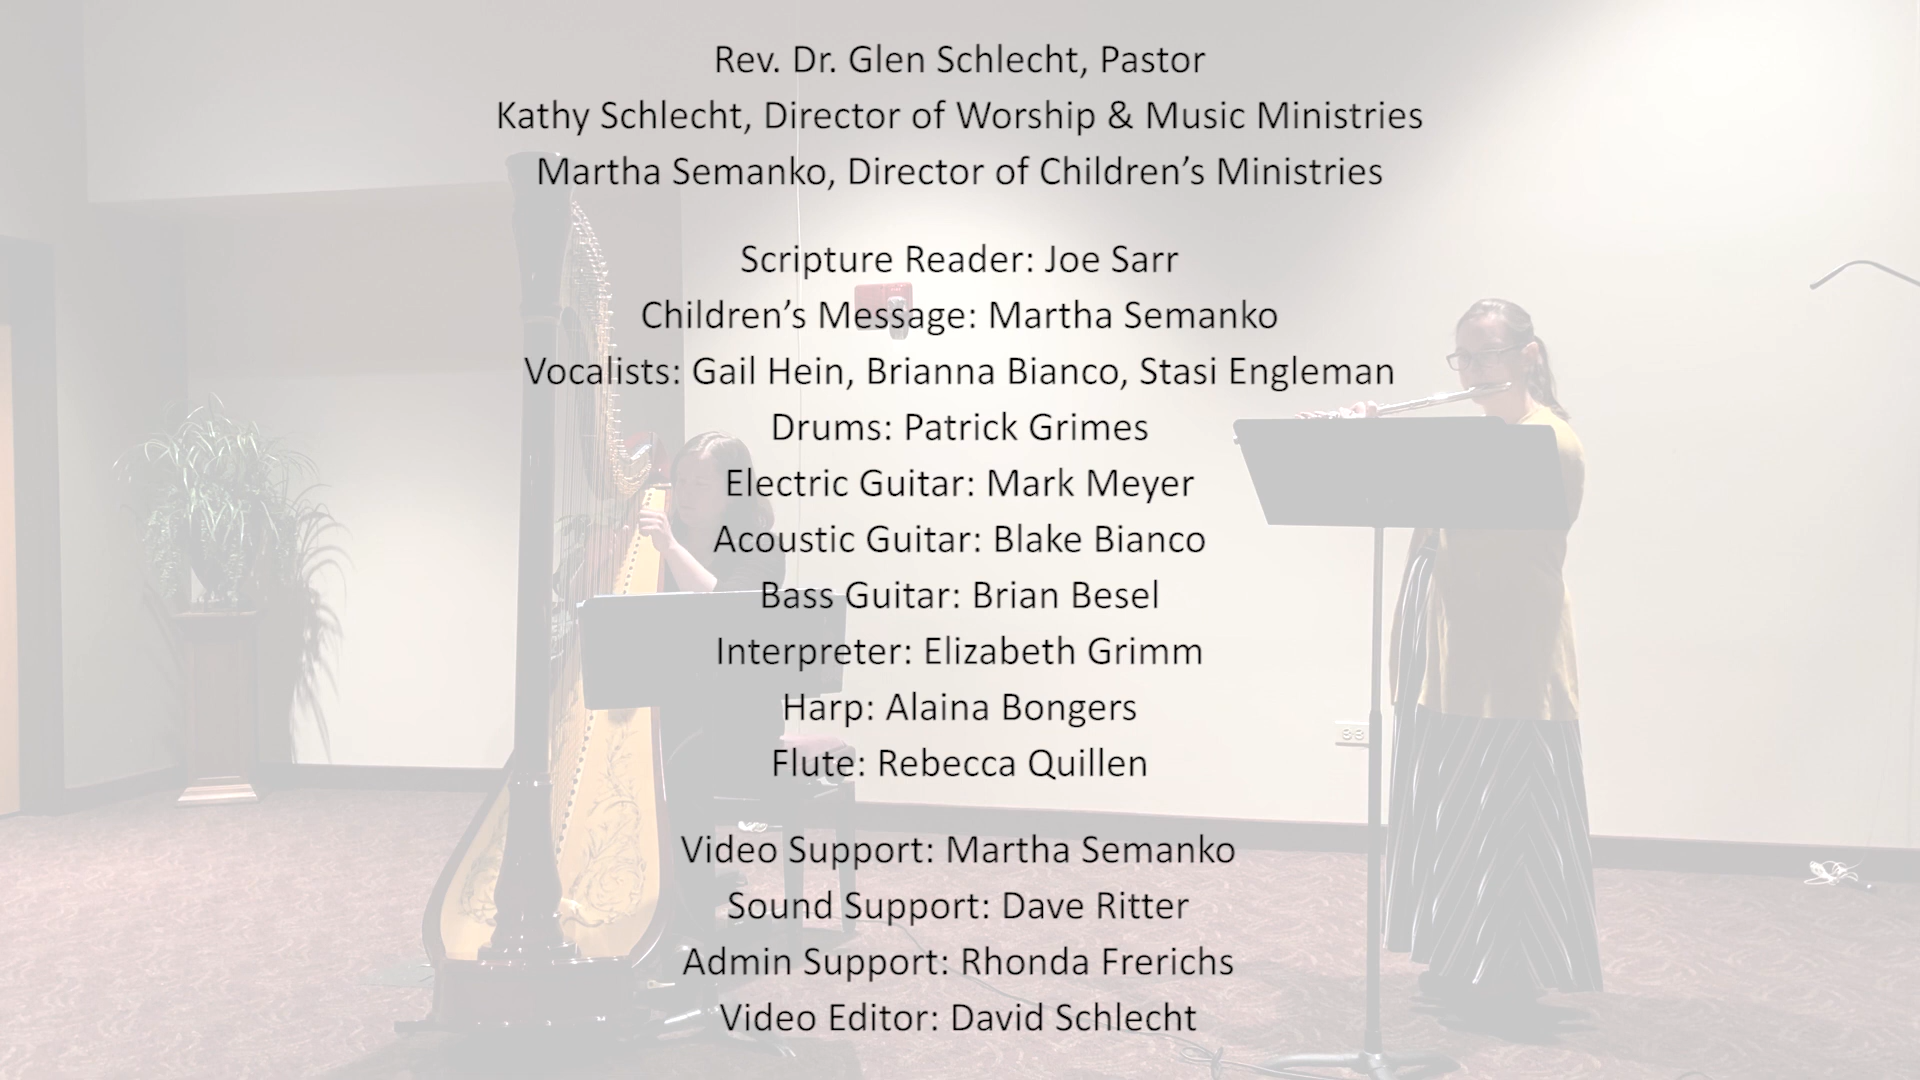 Rev. Dr. Glen Schlecht, Pastor
Kathy Schlecht, Director of Worship & Music Ministries
Martha Semanko, Director of Children’s Ministries
Scripture Reader: Joe Sarr
Children’s Message: Martha Semanko
Vocalists: Gail Hein, Brianna Bianco, Stasi Engleman
Drums: Patrick Grimes
Electric Guitar: Mark Meyer
Acoustic Guitar: Blake Bianco
Bass Guitar: Brian Besel
Interpreter: Elizabeth Grimm
Harp: Alaina Bongers
Flute: Rebecca Quillen
Video Support: Martha Semanko
Sound Support: Dave Ritter
Admin Support: Rhonda Frerichs
Video Editor: David Schlecht